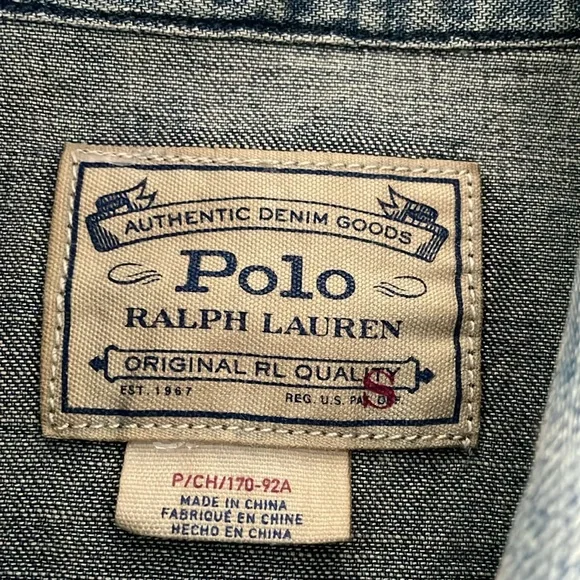 AUTHENTIC DENIM GOODS
Polo
RALPH LAUREN
ORIGINAL RL QUALITY
EST. 1967 REG. U.S. PAT. OFF.
S
P/CH/170-92A
MADE IN CHINA
FABRIQUÉ EN CHINE
HECHO EN CHINA